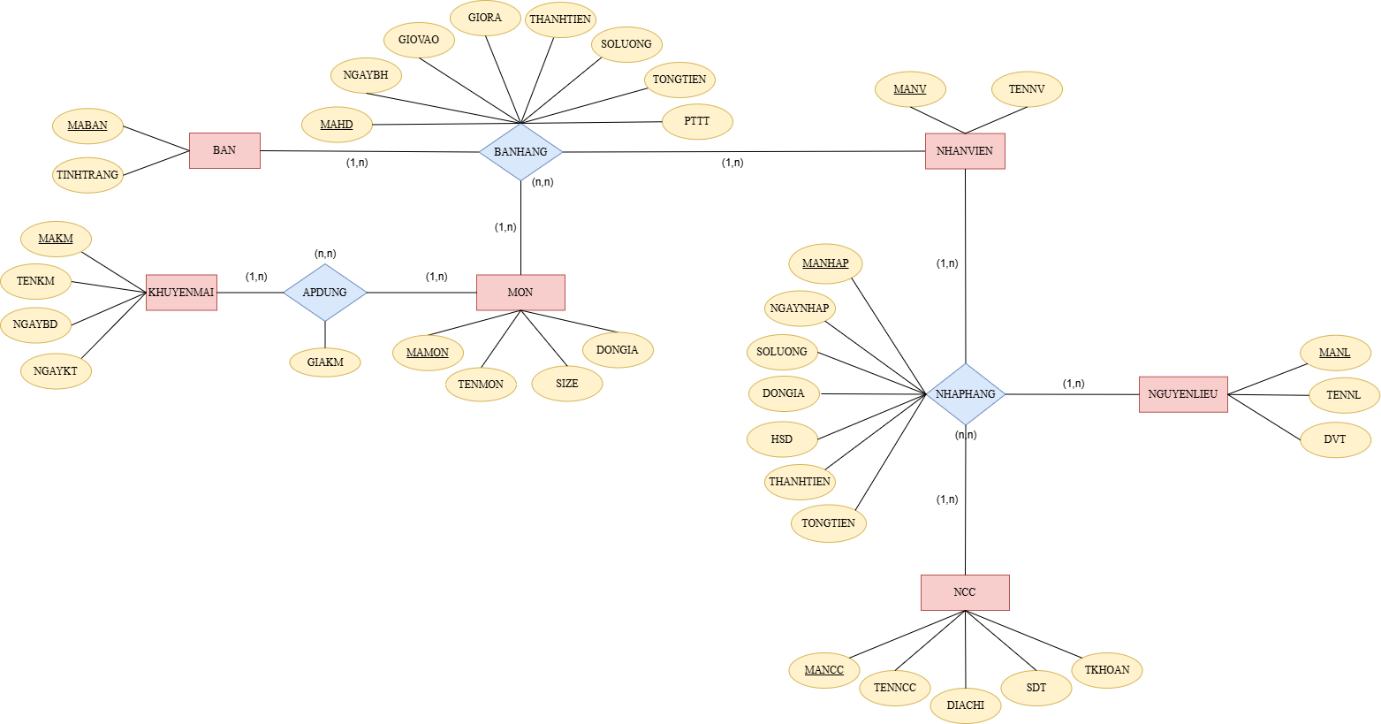 GIORA
THANHTIEN
GIOVAO
SOLUONG
NGAYBH
TONGTIEN
MAHD
PTTT
MANV
TENNV
MABAN
TINHTRANG
BAN
(1,n)
BANHANG
(n,n)
(1,n)
NHANVIEN
(1,n)
MAKM
TENKM
NGAYBD
NGAYKT
KHUYENMAI
(1,n)
(n,n)
APDUNG
GIAKM
(1,n)
MON
MAMON
TENMON
SIZE
DONGIA
(1,n)
MANHAP
NGAYNHAP
SOLUONG
DONGIA
HSD
THANHTIEN
TONGTIEN
NHAPHANG
(n,n)
(1,n)
NGUYENLIEU
MANL
TENNL
DVT
(1,n)
NCC
MANCC
TENNCC
DIACHI
SDT
TKHOAN